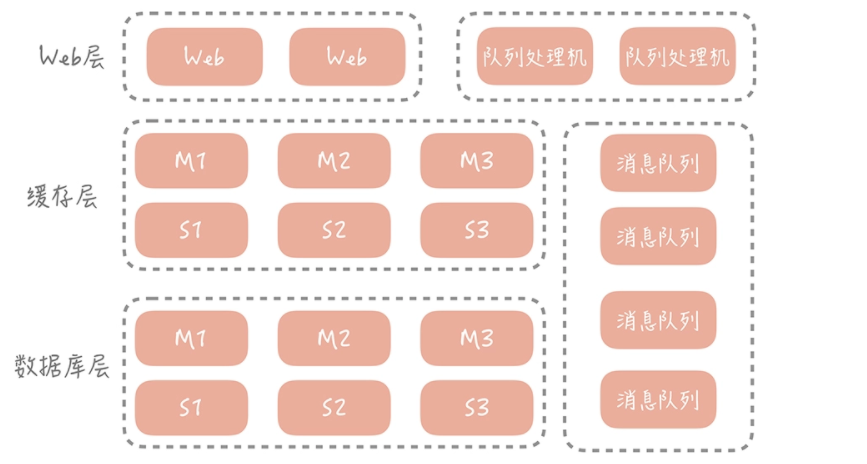 Web层
Web
Web
队列处理机
队列处理机
缓存层
M1
M2
M3
S1
S2
S3
消息队列
消息队列
数据库层
M1
M2
M3
S1
S2
S3
消息队列
消息队列